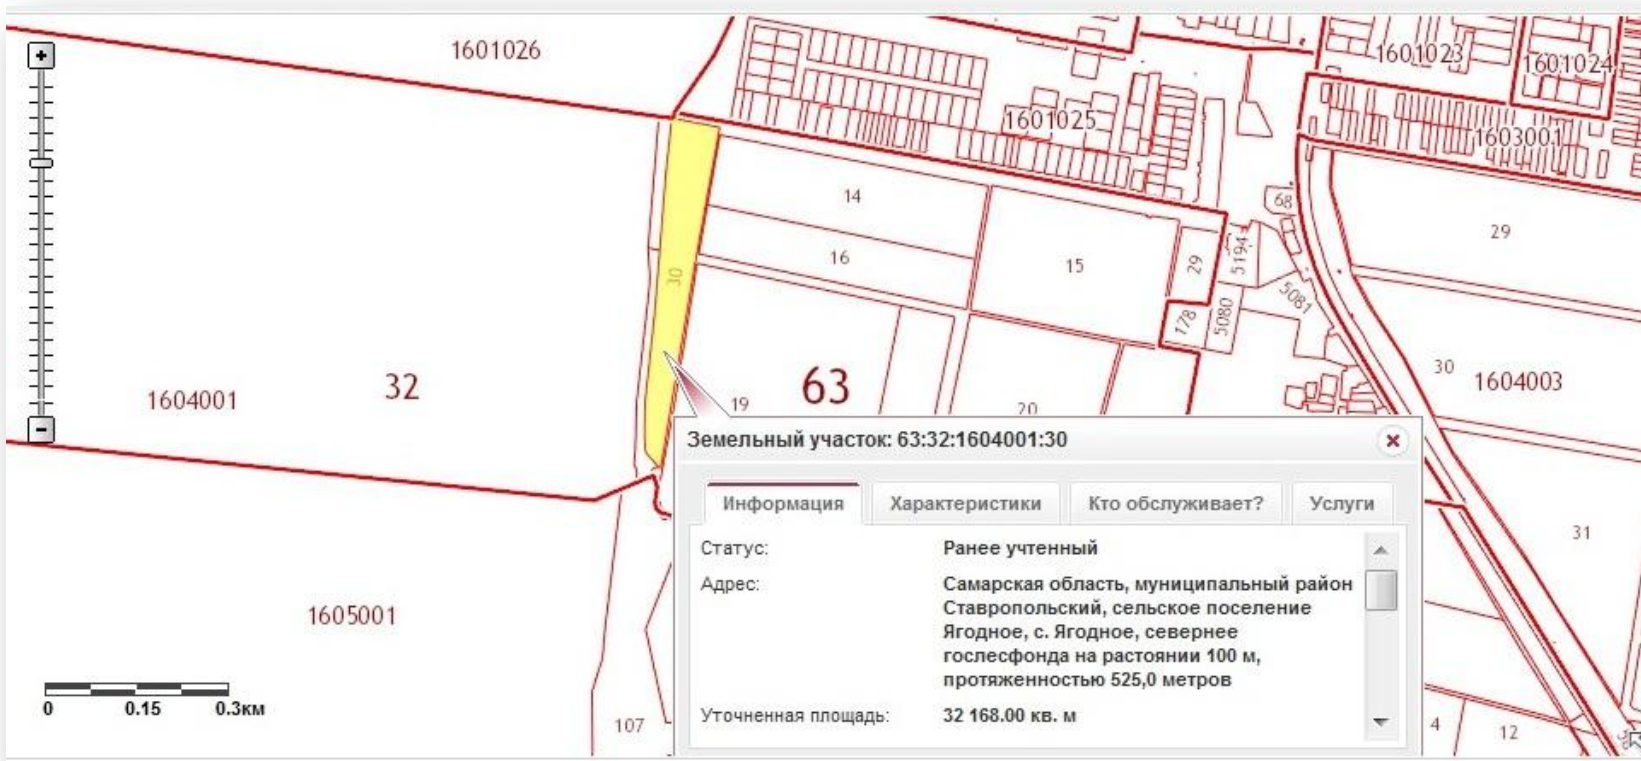 1601026
1601023
1601024
1601025
1603001
14
68
29
16
15
29
5194
30
5081
178
5080
30
1604003
32
63
1604001
19
20
Земельный участок: 63:32:1604001:30
Информация
Характеристики
Кто обслуживает?
Услуги
Статус:
Ранее учтенный
31
Адрес:
Самарская область, муниципальный район
Ставропольский, сельское поселение
Ягодное, с. Ягодное, севернее
гослесфонда на растоянии 100 м,
протяженностью 525,0 метров
1605001
Уточненная площадь:
32 168.00 кв. м
0
0.15
0.3км
107
4
12